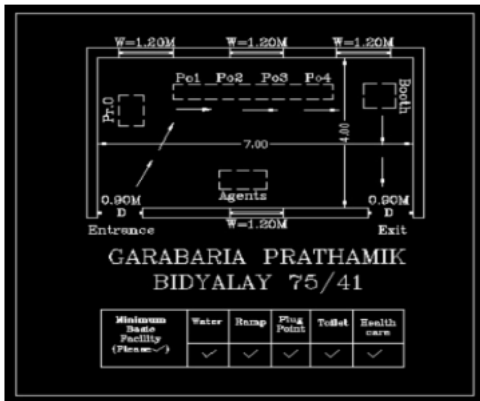 W=1.20M W=1.20M W=1.20M
Po1 Po2 Po3 Po4
Pr.O
Booth
4.00
7.00
Agents
0.90M
D
Entrance
W=1.20M
0.90M
D
Exit
GARABARIA PRATHAMIK
BIDYALAY 75/41
Minimum
Basic
Facility
(Please✓)
Water
Ramp
Plug
Point
Toilet
Health
care
✓ ✓ ✓ ✓ ✓